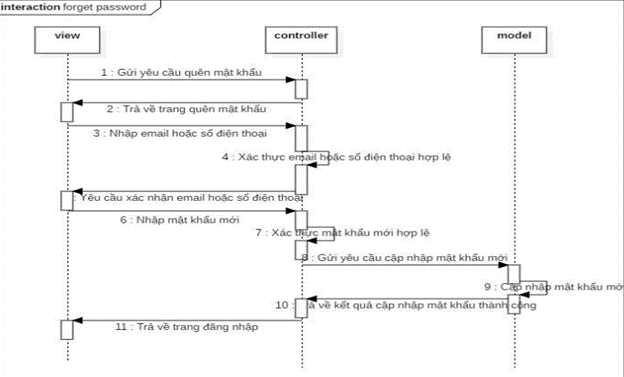 interaction forget password
view
controller
model
1 : Gửi yêu cầu quên mật khẩu
2 : Trả về trang quên mật khẩu
3 : Nhập email hoặc số điện thoại
4 : Xác thực email hoặc số điện thoại hợp lệ
: Yêu cầu xác nhận email hoặc số điện thoại
6 : Nhập mật khẩu mới
7 : Xác thực mật khẩu mới hợp lệ
8 : Gửi yêu cầu cập nhập mật khẩu mới
9 : Cập nhập mật khẩu mớ
10 : Trả về kết quả cập nhập mật khẩu thành công
11 : Trả về trang đăng nhập